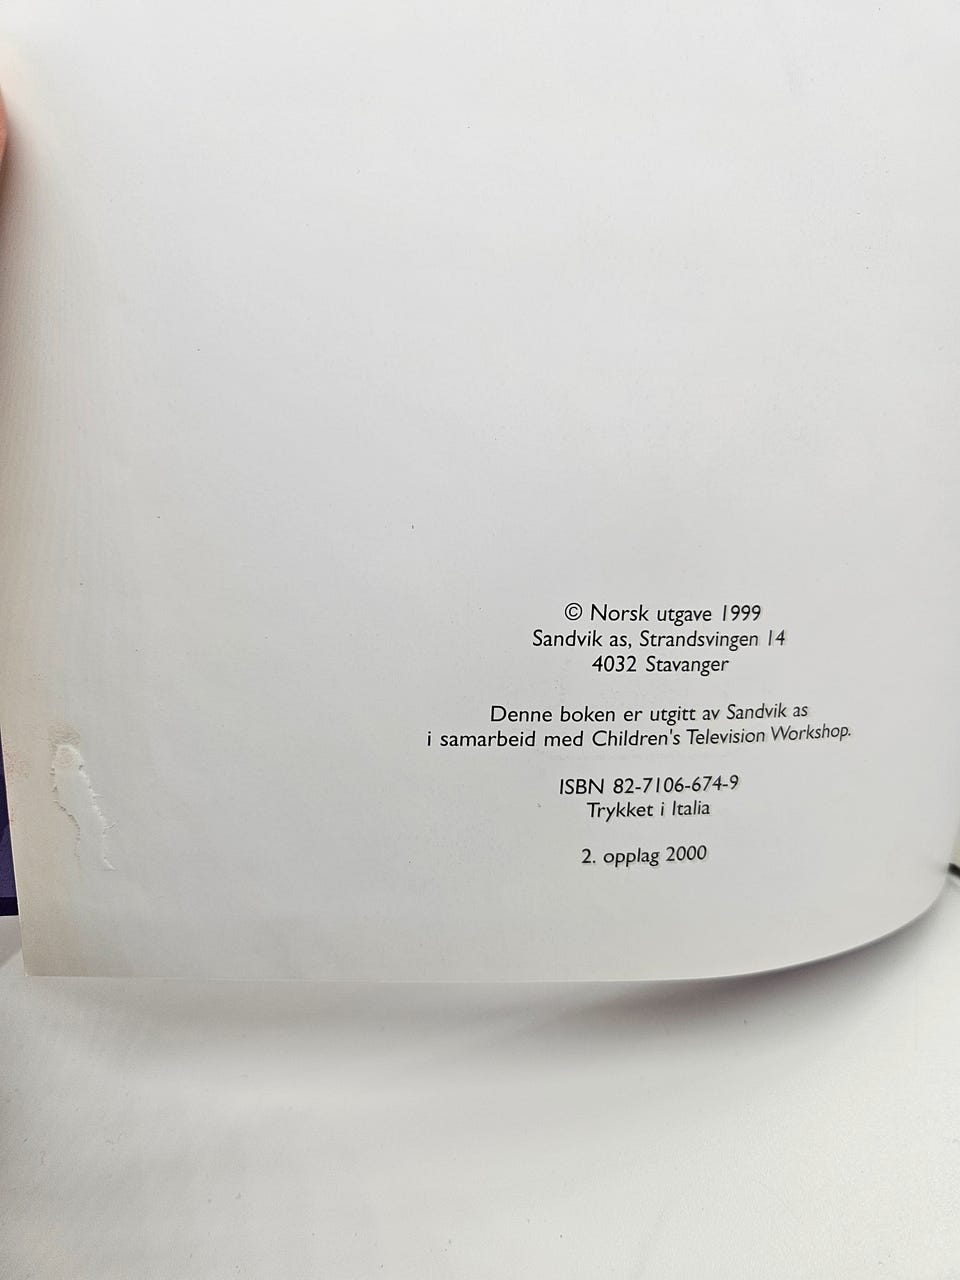 © Norsk utgave 1999
Sandvik as, Strandsvingen 14
4032 Stavanger
Denne boken er utgitt av Sandvik as
i samarbeid med Children's Television Workshop.
ISBN 82-7106-674-9
Trykket i Italia
2. opplag 2000